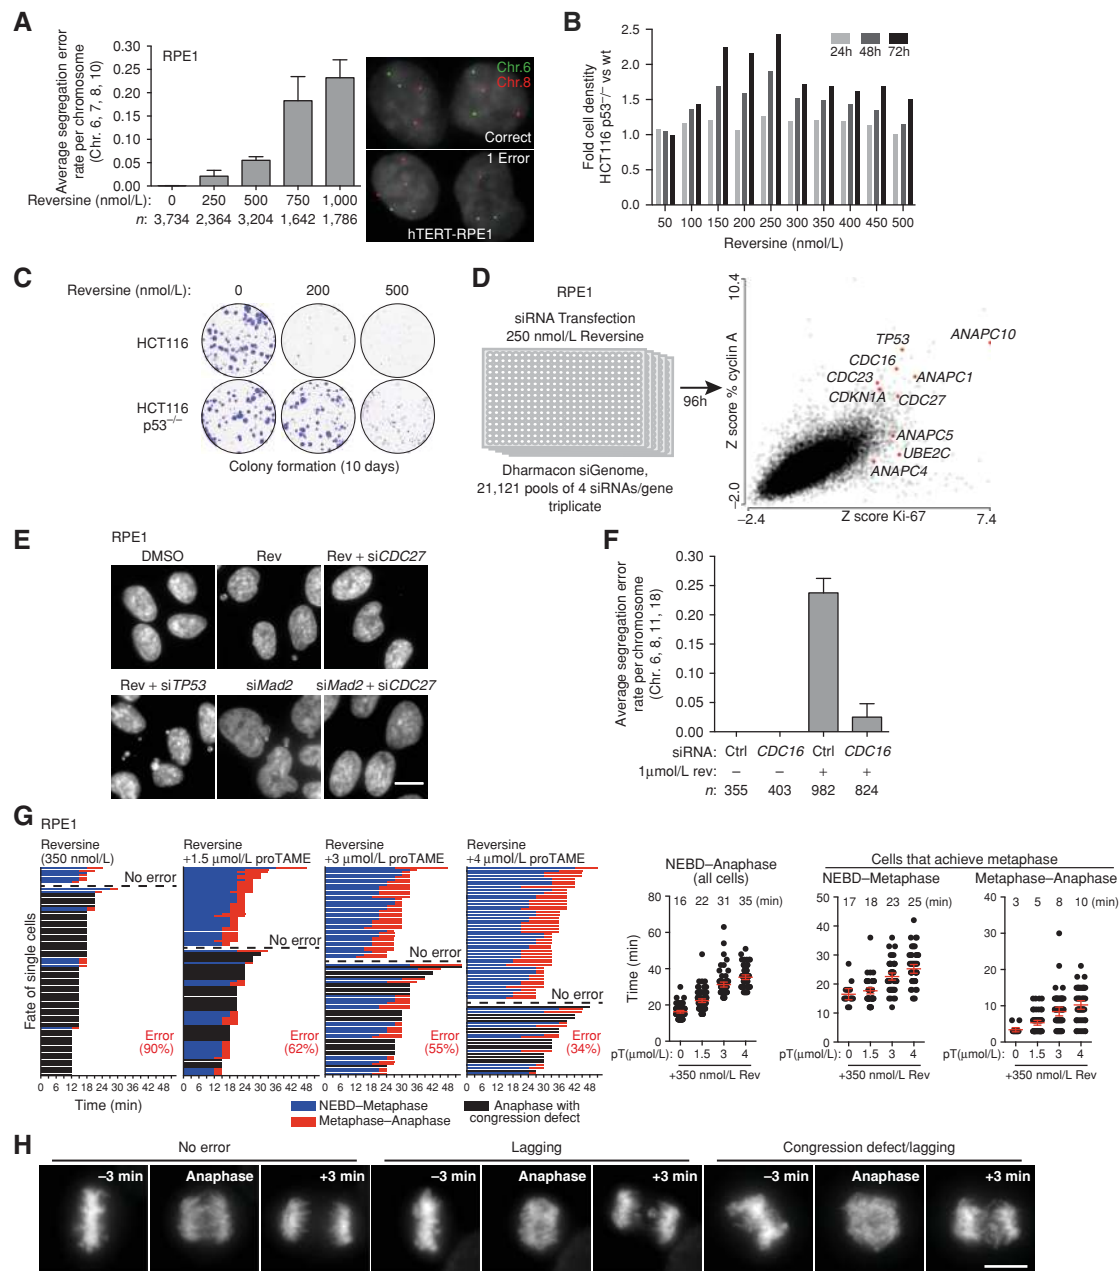 A
RPE1
Average segregation error
rate per chromosome
(Chr. 6, 7, 8, 10)
0.30
0.25
0.20
0.15
0.10
0.05
0.00
Reversine (nmol/L): 0 250 500 750 1,000
n: 3,734 2,364 3,204 1,642 1,786
Chr.6
Chr.8
Correct
1 Error
hTERT-RPE1
B
Fold cell denstity
HCT116 p53–/– vs wt
2.5
2.0
1.5
1.0
0.5
0.0
24h 48h 72h
50 100 150 200 250 300 350 400 450 500
Reversine (nmol/L)
C
Reversine (nmol/L): 0 200 500
HCT116
HCT116
p53–/–
Colony formation (10 days)
D
RPE1
siRNA Transfection
250 nmol/L Reversine
96h
Dharmacon siGenome,
21,121 pools of 4 siRNAs/gene
triplicate
Z score % cyclin A
10.4
–2.0
TP53
ANAPC10
CDC16
CDC23
ANAPC1
CDKN1A
CDC27
ANAPC5
UBE2C
ANAPC4
–2.4
Z score Ki-67
7.4
E
RPE1
DMSO
Rev
Rev + siCDC27
Rev + siTP53
siMad2
siMad2 + siCDC27
F
Average segregation error
rate per chromosome
(Chr. 6, 8, 11, 18)
0.30
0.25
0.20
0.15
0.10
0.05
0.00
siRNA: Ctrl CDC16 Ctrl CDC16
1µmol/L rev: – – + +
n: 355 403 982 824
G
RPE1
Fate of single cells
Reversine
(350 nmol/L)
No error
Error
(90%)
0 6 12 18 24 30 36 42 48
Reversine
+1.5 µmol/L proTAME
No error
Error
(62%)
0 6 12 18 24 30 36 42 48
Reversine
+3 µmol/L proTAME
No error
Error
(55%)
0 6 12 18 24 30 36 42 48
Reversine
+4 µmol/L proTAME
No error
Error
(34%)
0 6 12 18 24 30 36 42 48
Time (min)
NEBD–Metaphase
Metaphase–Anaphase
Anaphase with
congression defect
NEBD–Anaphase
(all cells)
16 22 31 35 (min)
Time (min)
80
60
40
20
0
pT(µmol/L): 0 1.5 3 4
+350 nmol/L Rev
Cells that achieve metaphase
NEBD–Metaphase
17 18 23 25 (min)
50
40
30
20
10
0
pT(µmol/L): 0 1.5 3 4
+350 nmol/L Rev
Metaphase–Anaphase
3 5 8 10 (min)
40
30
20
10
0
pT(µmol/L): 0 1.5 3 4
+350 nmol/L Rev
H
No error
–3 min
Anaphase
+3 min
Lagging
–3 min
Anaphase
+3 min
Congression defect/lagging
–3 min
Anaphase
+3 min